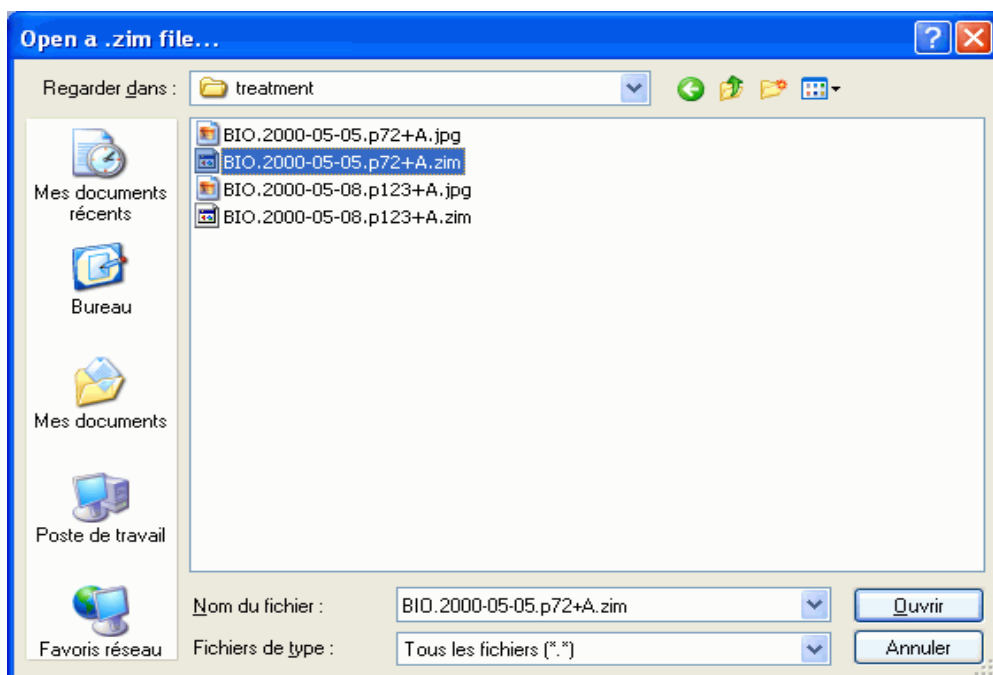 Open a .zim file...
Regarder dans :
treatment
BIO.2000-05-05.p72+A.jpg
BIO.2000-05-05.p72+A.zim
BIO.2000-05-08.p123+A.jpg
BIO.2000-05-08.p123+A.zim
Mes documents
récents
Bureau
Mes documents
Poste de travail
Favoris réseau
Nom du fichier :
BIO.2000-05-05.p72+A.zim
Ouvrir
Fichiers de type :
Tous les fichiers (*.*)
Annuler